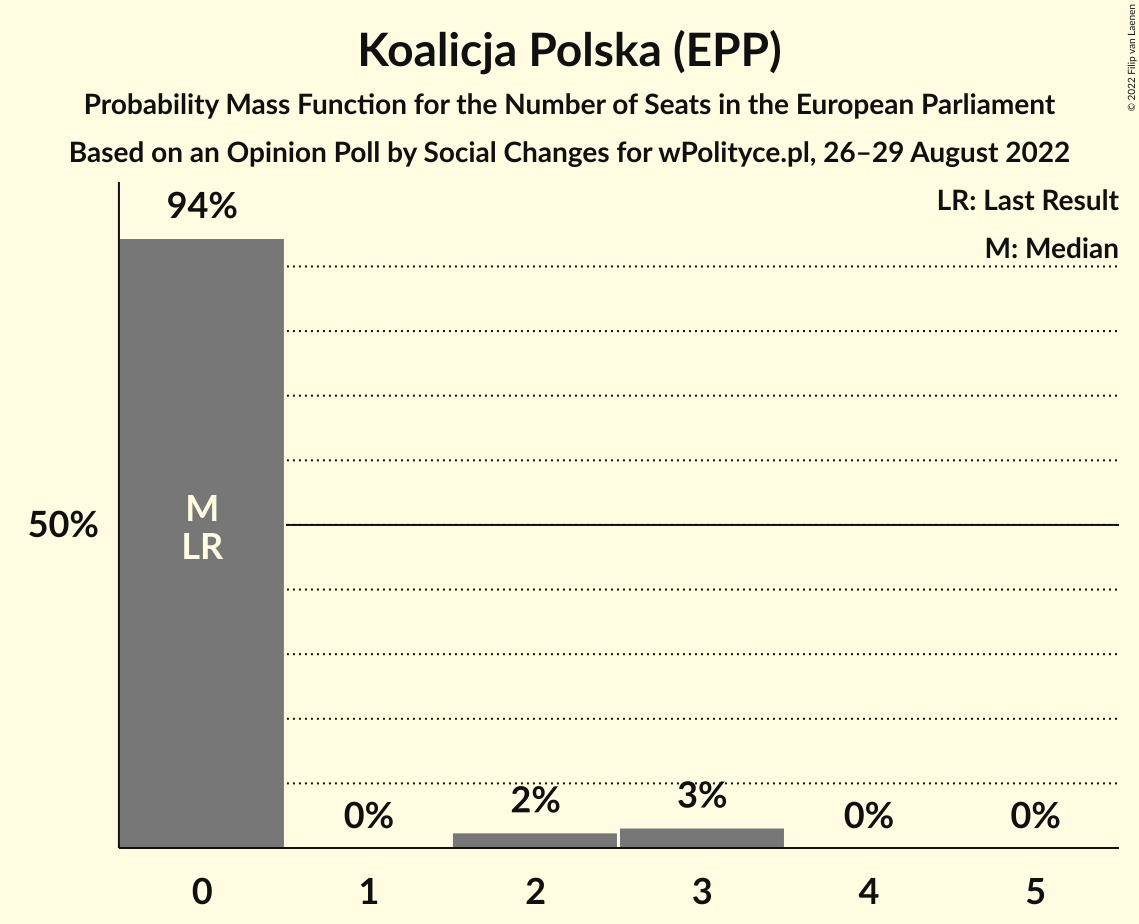 Koalicja Polska (EPP)
Probability Mass Function for the Number of Seats in the European Parliament
Based on an Opinion Poll by Social Changes for wPolityce.pl, 26–29 August 2022
© 2022 Filip van Laenen
LR: Last Result
M: Median
94%
M
LR
50%
0%
2%
3%
0%
0%
0
1
2
3
4
5